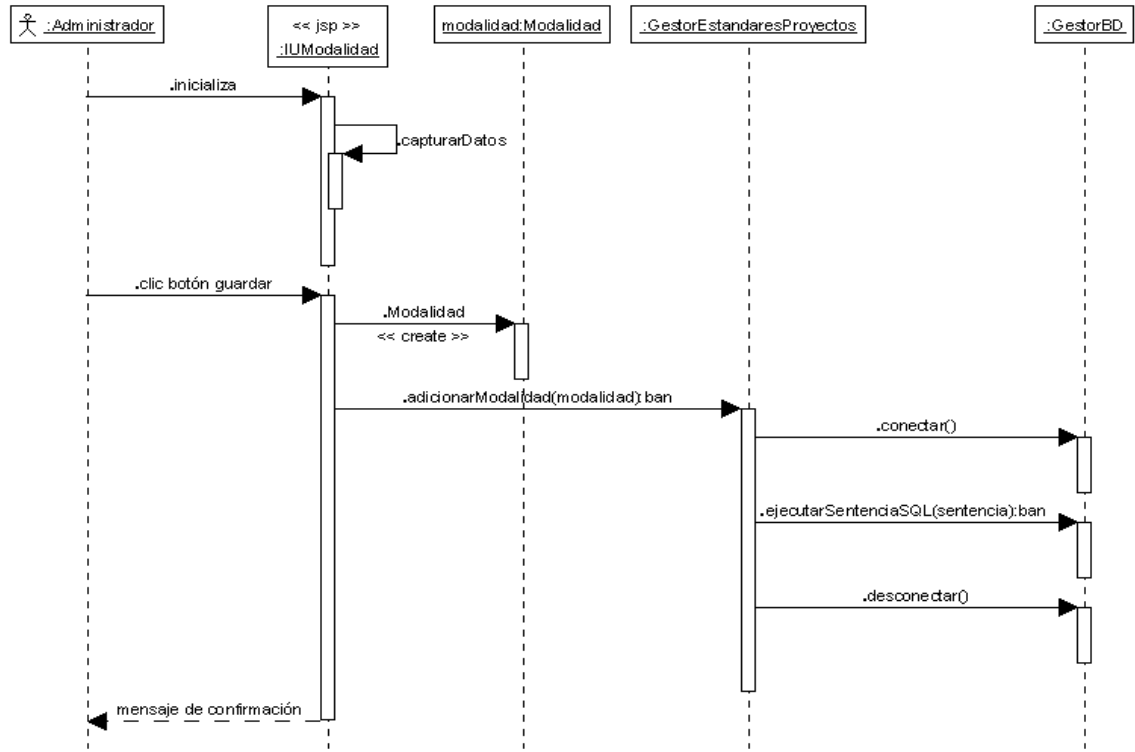 :Administrador
<< jsp >>
:IUModalidad
modalidad:Modalidad
:GestorEstandaresProyectos
:GestorBD
.inicializa
.capturarDatos
.clic botón guardar
.Modalidad
<< create >>
.adicionarModalidad(modalidad):ban
.conectar()
.ejecutarSentenciaSQL(sentencia):ban
.desconectar()
mensaje de confirmación